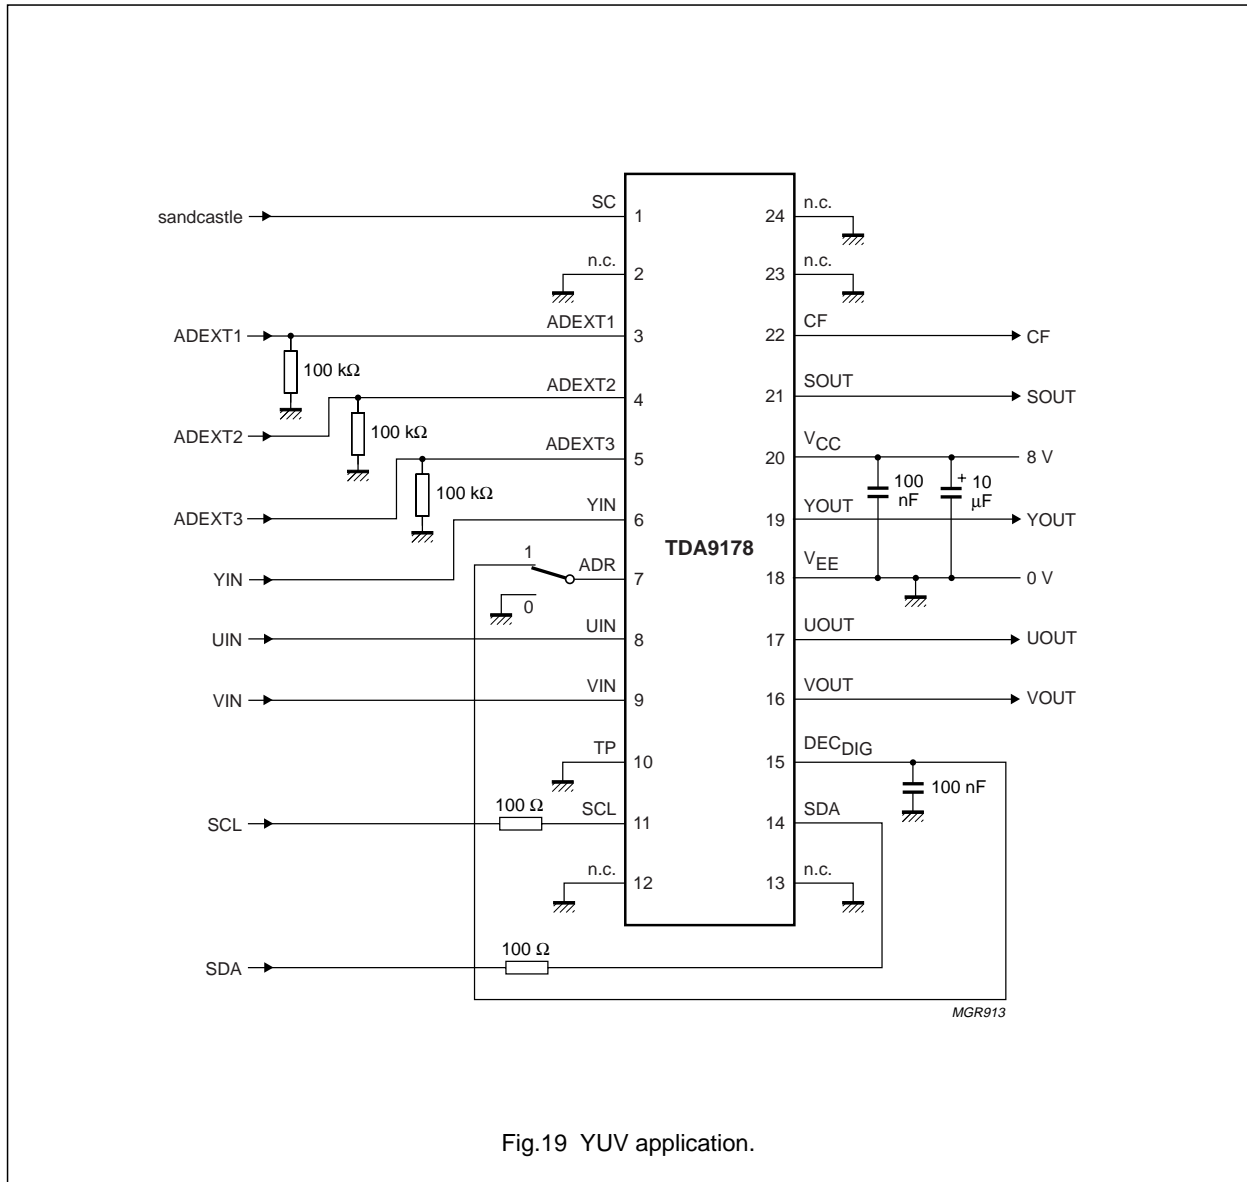 sandcastle
SC
1
24
n.c.
n.c.
2
23
n.c.
ADEXT1
ADEXT1
3
22
CF
CF
100 kΩ
ADEXT2
ADEXT2
4
21
SOUT
SOUT
100 kΩ
ADEXT3
ADEXT3
5
20
VCC
8 V
100 kΩ
100 nF
+ 10 μF
YIN
YIN
6
19
YOUT
YOUT
TDA9178
1
0
ADR
7
18
VEE
0 V
UIN
UIN
8
17
UOUT
UOUT
VIN
VIN
9
16
VOUT
VOUT
TP
10
15
DECDIG
100 nF
SCL
100 Ω
SCL
11
14
SDA
n.c.
12
13
n.c.
SDA
100 Ω
MGR913
Fig.19 YUV application.